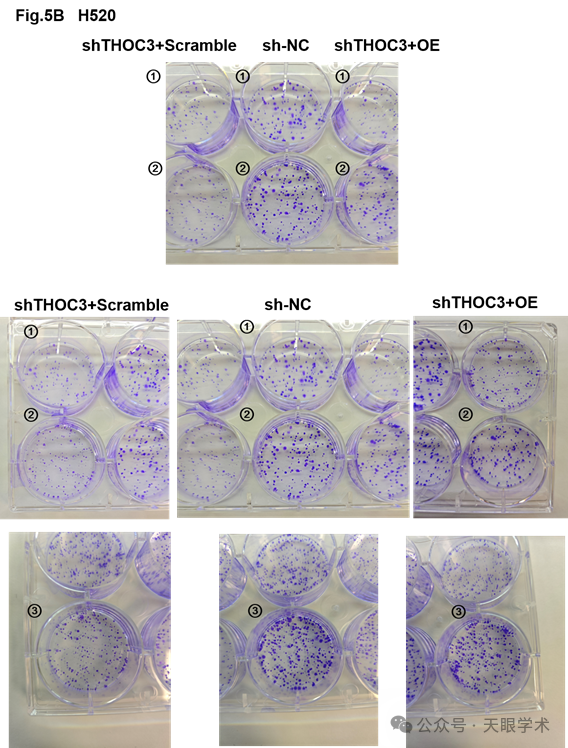 Fig.5B H520
shTHOC3+Scramble sh-NC shTHOC3+OE
① ① ①
② ② ②
shTHOC3+Scramble sh-NC shTHOC3+OE
① ① ①
② ② ②
③ ③ ③
公众号·天眼学术